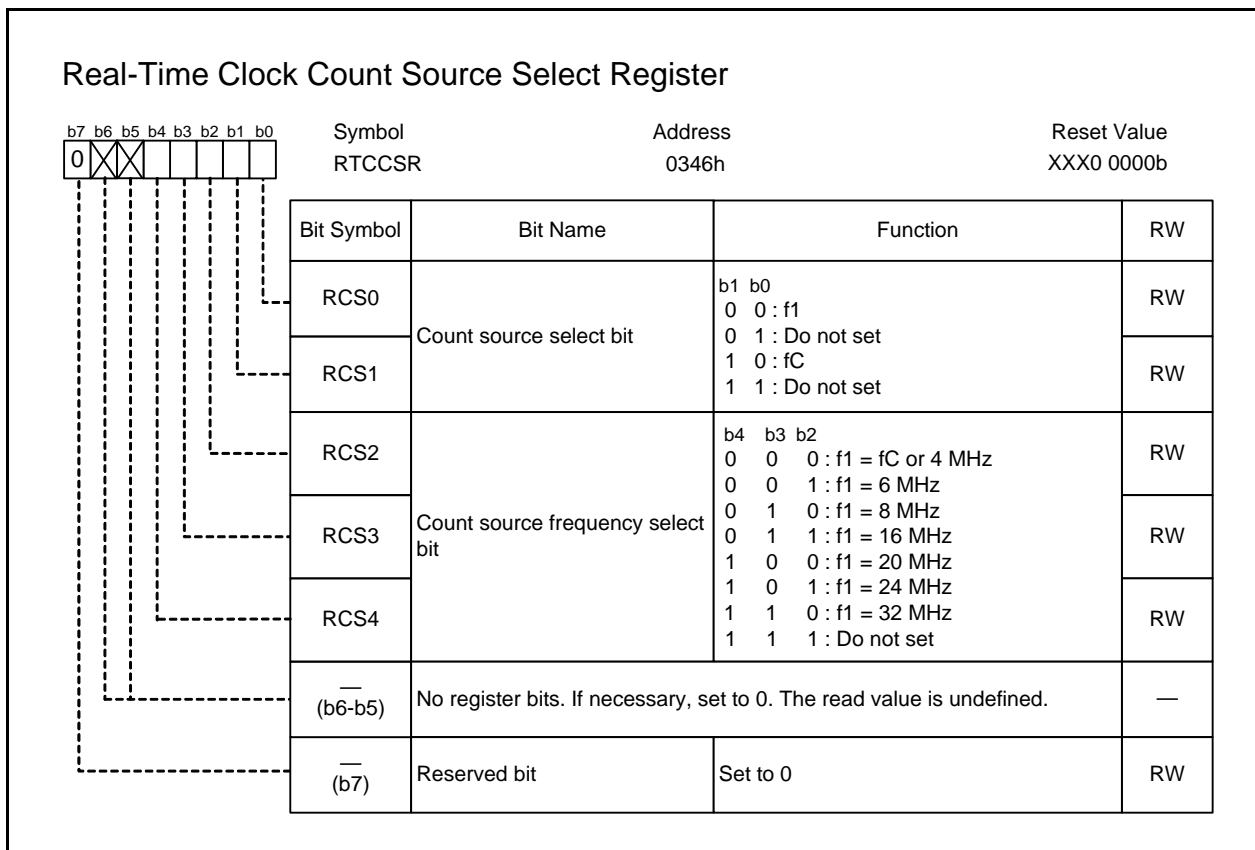 Real-Time Clock Count Source Select Register
b7 b6 b5 b4 b3 b2 b1 b0
0
Symbol Address Reset Value
RTCCSR 0346h XXX0 0000b
Bit Symbol Bit Name Function RW
RCS0
RCS1
Count source select bit
b1 b0
0 0 : f1
0 1 : Do not set
1 0 : fC
1 1 : Do not set
RW
RW
RCS2
RCS3
RCS4
Count source frequency select
bit
b4 b3 b2
0 0 0 : f1 = fC or 4 MHz
0 0 1 : f1 = 6 MHz
0 1 0 : f1 = 8 MHz
0 1 1 : f1 = 16 MHz
1 0 0 : f1 = 20 MHz
1 0 1 : f1 = 24 MHz
1 1 0 : f1 = 32 MHz
1 1 1 : Do not set
RW
RW
RW
—
(b6-b5)
No register bits. If necessary, set to 0. The read value is undefined.
—
—
(b7)
Reserved bit
Set to 0
RW